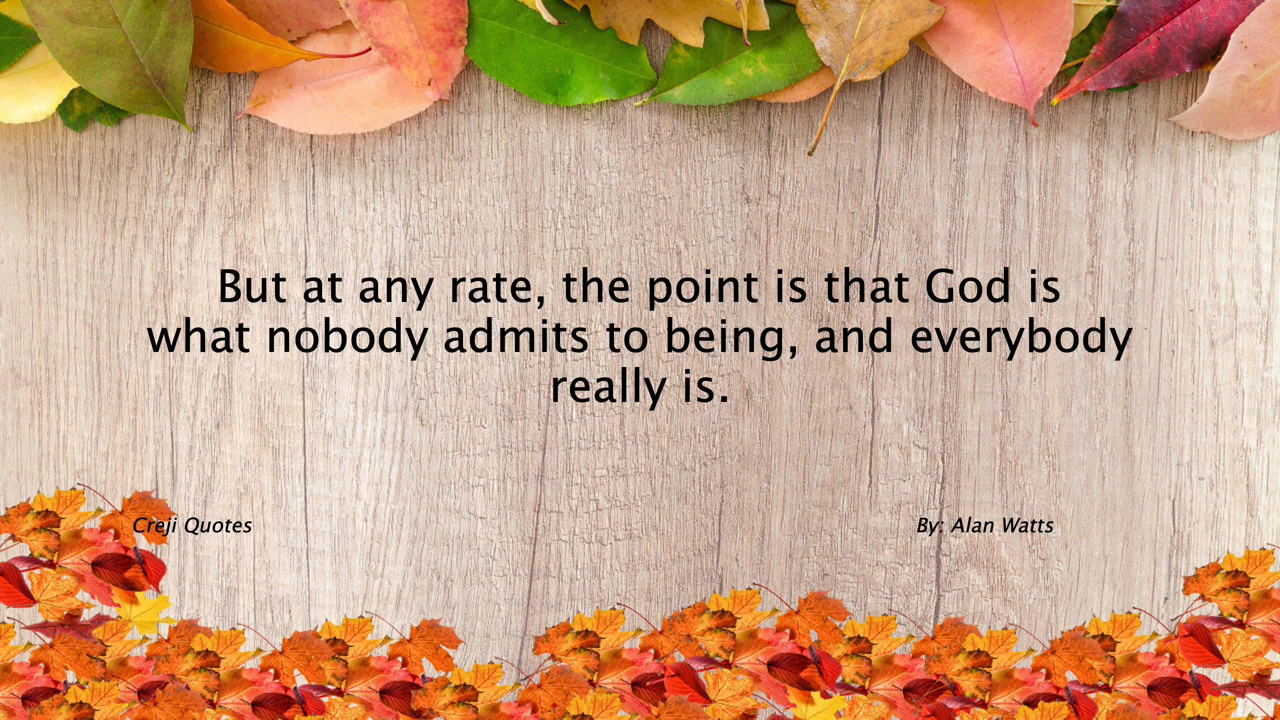 But at any rate, the point is that God is
what nobody admits to being, and everybody
really is.
Creji Quotes
By: Alan Watts